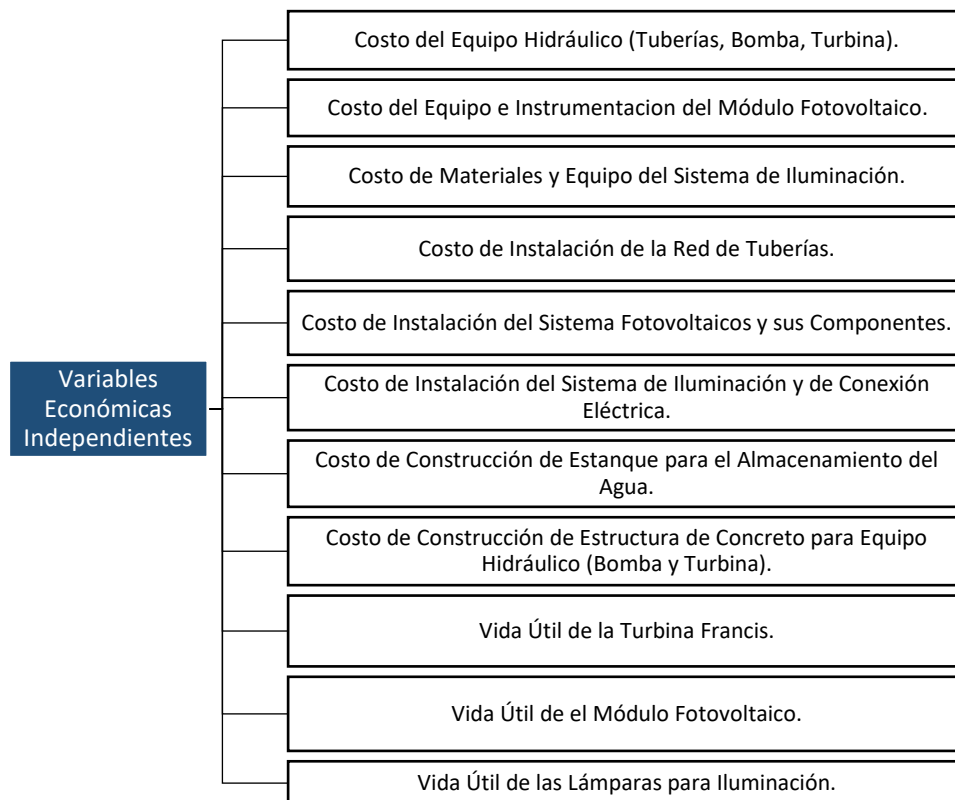 Costo del Equipo Hidráulico (Tuberías, Bomba, Turbina).
Costo del Equipo e Instrumentacion del Módulo Fotovoltaico.
Costo de Materiales y Equipo del Sistema de Iluminación.
Costo de Instalación de la Red de Tuberías.
Costo de Instalación del Sistema Fotovoltaicos y sus Componentes.
Variables
Económicas
Independientes
Costo de Instalación del Sistema de Iluminación y de Conexión
Eléctrica.
Costo de Construcción de Estanque para el Almacenamiento del
Agua.
Costo de Construcción de Estructura de Concreto para Equipo
Hidráulico (Bomba y Turbina).
Vida Útil de la Turbina Francis.
Vida Útil de el Módulo Fotovoltaico.
Vida Útil de las Lámparas para Iluminación.